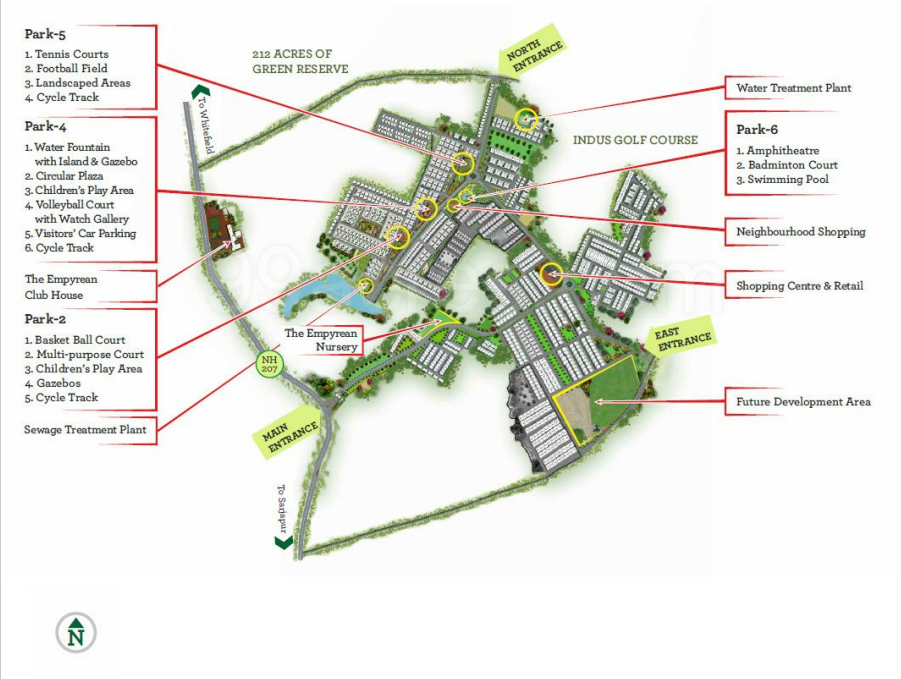 Park-5
1. Tennis Courts
2. Football Field
3. Landscaped Areas
4. Cycle Track
Park-4
1. Water Fountain
with Island & Gazebo
2. Circular Plaza
3. Children's Play Area
4. Volleyball Court
with Watch Gallery
5. Visitors' Car Parking
6. Cycle Track
The Empyrean
Club House
Park-2
1. Basket Ball Court
2. Multi-purpose Court
3. Children's Play Area
4. Gazebos
5. Cycle Track
Sewage Treatment Plant
212 ACRES OF
GREEN RESERVE
To Whitefield
NH
207
The Empyrean
Nursery
MAIN
ENTRANCE
To Sarjapur
NORTH
ENTRANCE
INDUS GOLF COURSE
EAST
ENTRANCE
Water Treatment Plant
Park-6
1. Amphitheatre
2. Badminton Court
3. Swimming Pool
Neighbourhood Shopping
Shopping Centre & Retail
Future Development Area
N